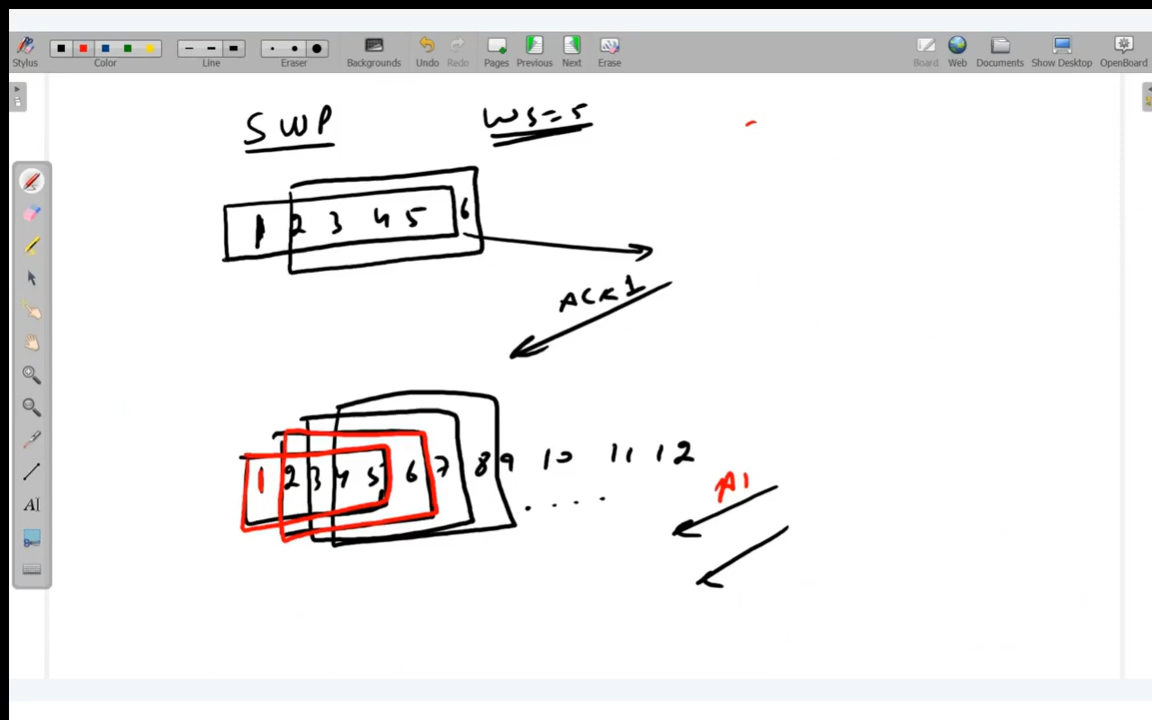 Stylus Color Line Eraser Backgrounds Undo Redo Pages Previous Next Erase Board Web Documents Show Desktop OpenBoard
SWP WS=5
1 2 3 4 5 6
ACK1
1 2 3 4 5 6 7 8 9 10 11 12
A1
....
AI